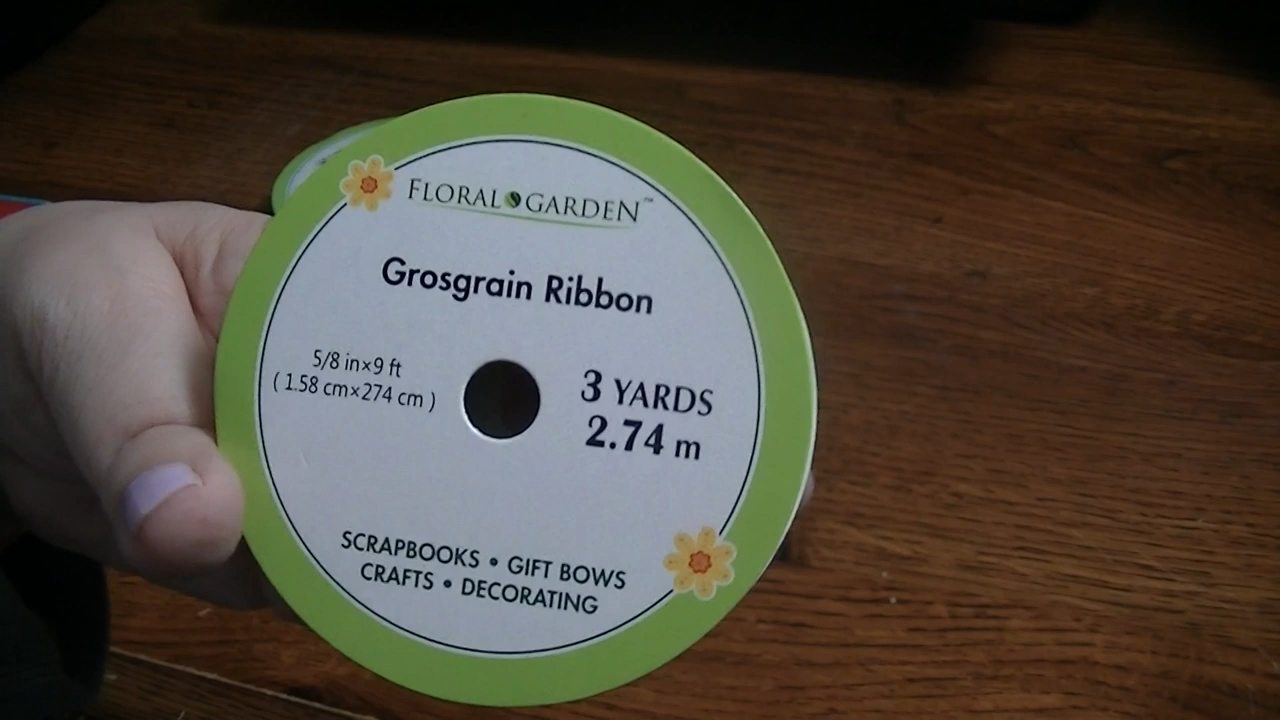 FLORAL GARDEN™
Grosgrain Ribbon
5/8 in×9 ft
( 1.58 cm×274 cm )
3 YARDS
2.74 m
SCRAPBOOKS • GIFT BOWS
CRAFTS • DECORATING